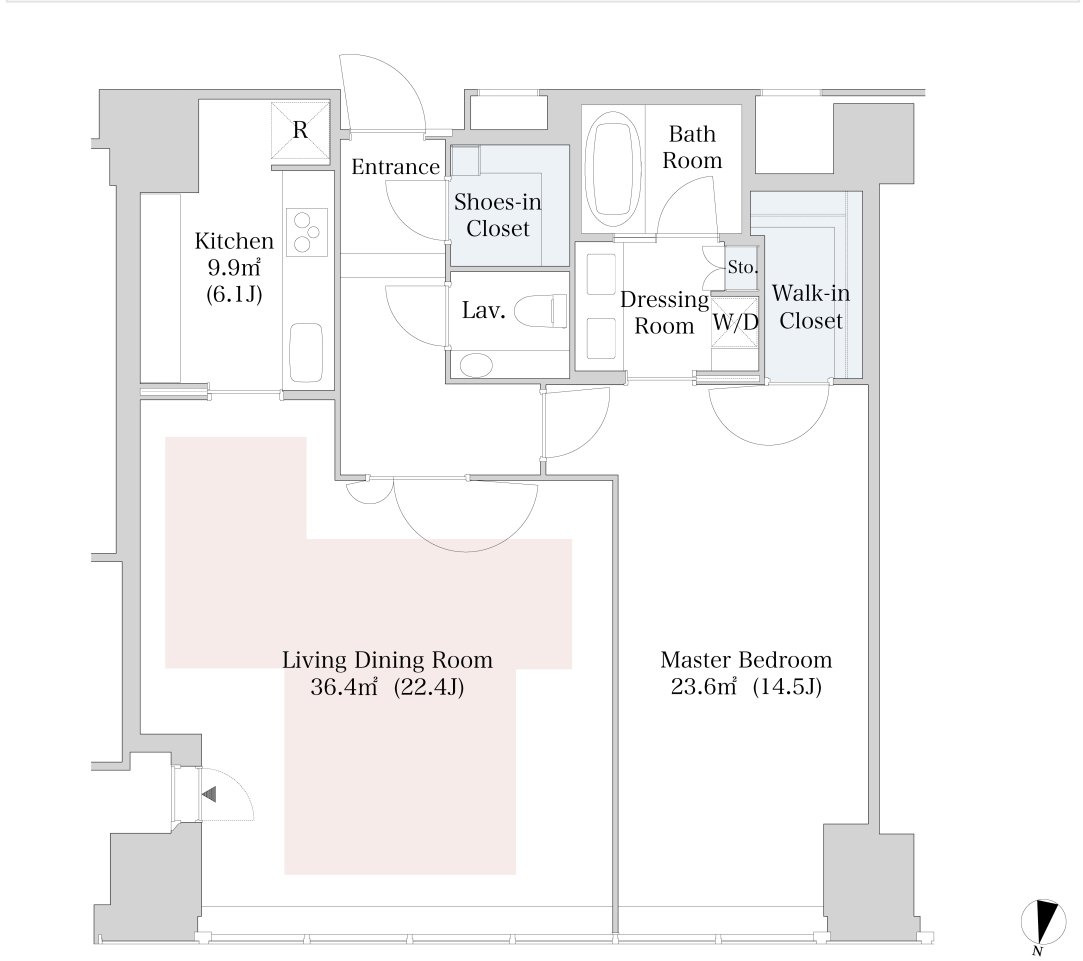 R
Bath
Room
Entrance
Shoes-in
Closet
Kitchen
9.9㎡
(6.1J)
Sto.
Lav.
Dressing
Room
W/D
Walk-in
Closet
Living Dining Room
36.4㎡ (22.4J)
Master Bedroom
23.6㎡ (14.5J)
N